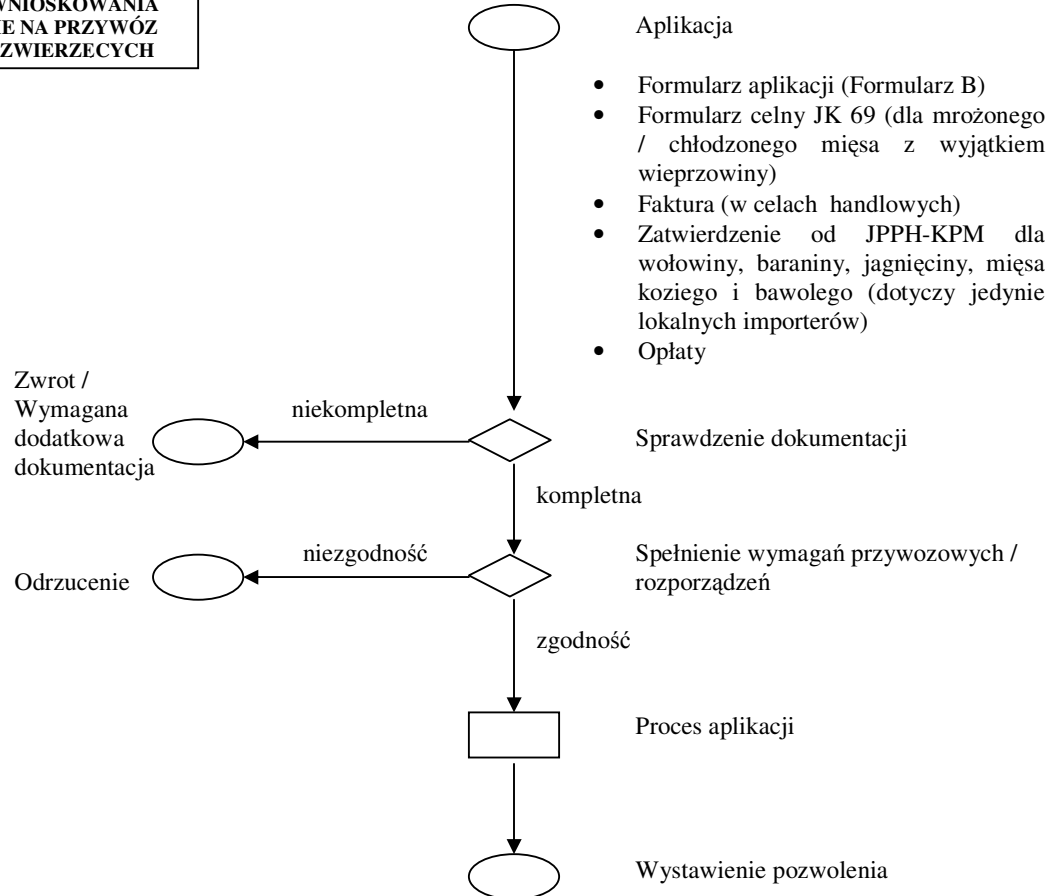 WNIOSKOWANIA
IE NA PRZYWÓZ
ZWIERZECYCH
Aplikacja
• Formularz aplikacji (Formularz B)
• Formularz celny JK 69 (dla mrożonego
/ chłodzonego mięsa z wyjątkiem
wieprzowiny)
• Faktura (w celach handlowych)
• Zatwierdzenie od JPPH-KPM dla
wołowiny, baraniny, jagnięciny, mięsa
koziego i bawolego (dotyczy jedynie
lokalnych importerów)
• Opłaty
Zwrot /
Wymagana
dodatkowa
dokumentacja
niekompletna
Sprawdzenie dokumentacji
kompletna
Odrzucenie
niezgodność
Spełnienie wymagań przywozowych /
rozporządzeń
zgodność
Proces aplikacji
Wystawienie pozwolenia